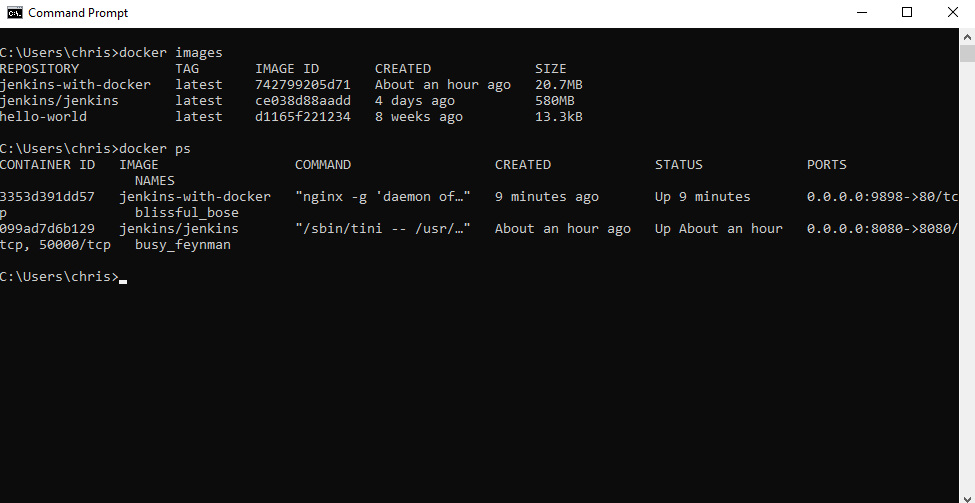 Command Prompt
C:\Users\chris>docker images
REPOSITORY TAG IMAGE ID CREATED SIZE
jenkins-with-docker latest 742799205d71 About an hour ago 20.7MB
jenkins/jenkins latest ce038d88aadd 4 days ago 580MB
hello-world latest d1165f221234 8 weeks ago 13.3kB
C:\Users\chris>docker ps
CONTAINER ID IMAGE COMMAND CREATED STATUS PORTS
NAMES
3353d391dd57 jenkins-with-docker "nginx -g 'daemon of…" 9 minutes ago Up 9 minutes 0.0.0.0:9898->80/tc
p blissful_bose
099ad7d6b129 jenkins/jenkins "/sbin/tini -- /usr/…" About an hour ago Up About an hour 0.0.0.0:8080->8080/
tcp, 50000/tcp busy_feynman
C:\Users\chris>